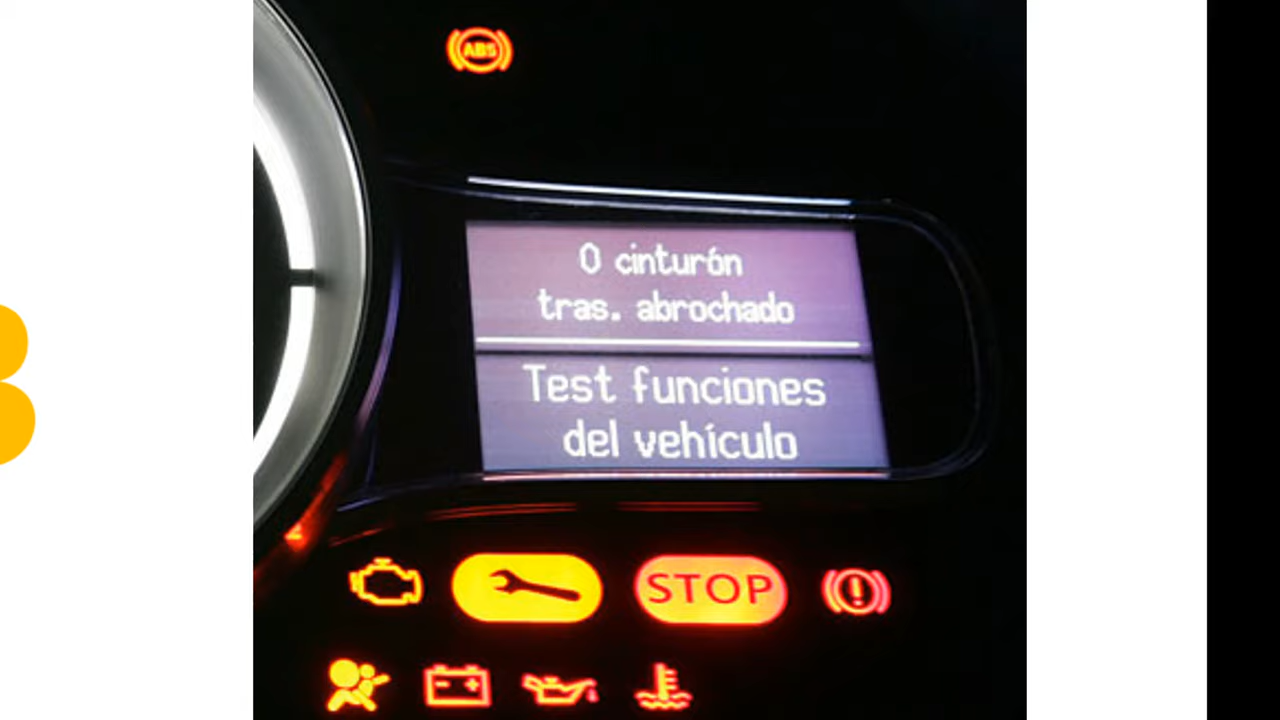 ABS
0 cinturón
tras. abrochado
Test funciones
del vehículo
STOP